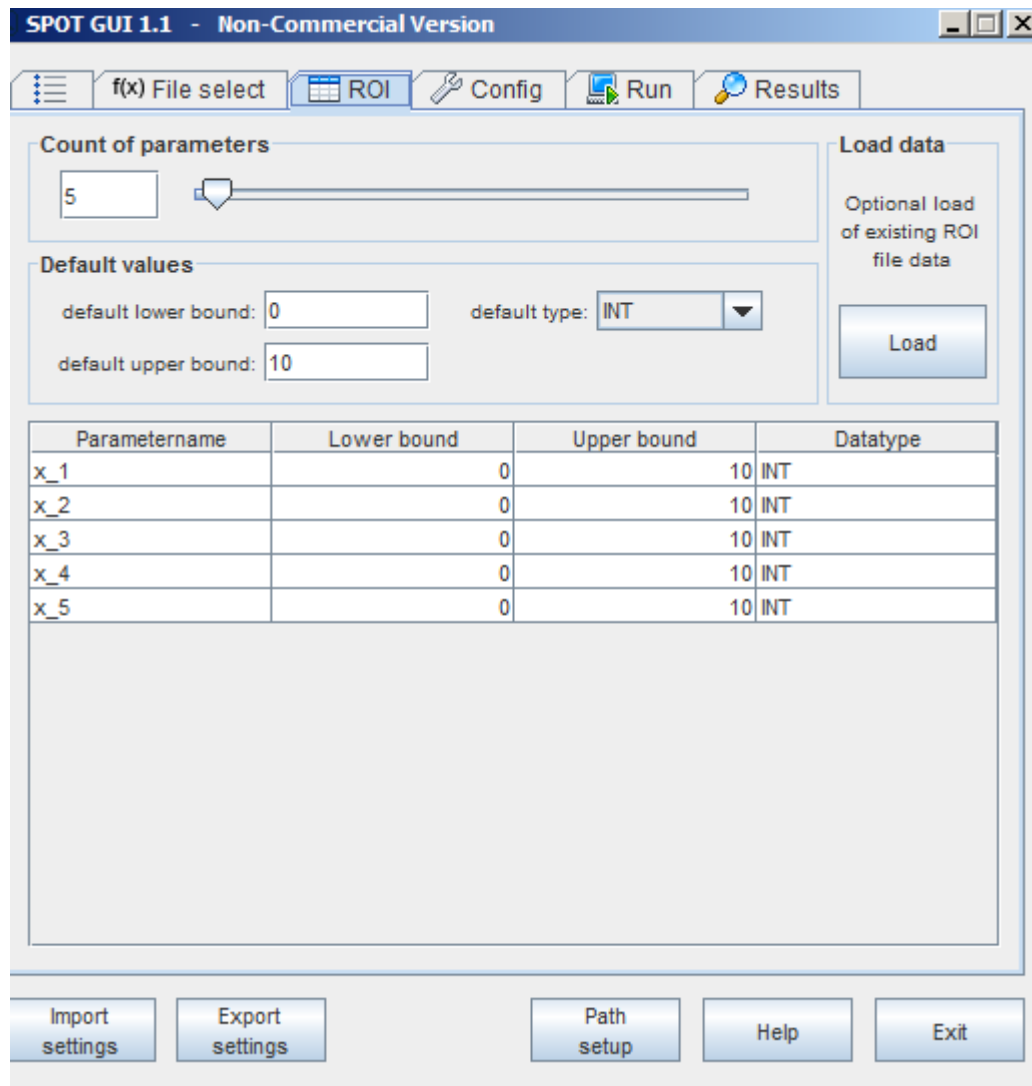 SPOT GUI 1.1 - Non-Commercial Version
f(x) File select ROI Config Run Results
Count of parameters
5
Load data
Optional load
of existing ROI
file data
Load
Default values
default lower bound: 0 default type: INT
default upper bound: 10
Parametername Lower bound Upper bound Datatype
x_1 0 10 INT
x_2 0 10 INT
x_3 0 10 INT
x_4 0 10 INT
x_5 0 10 INT
Import
settings
Export
settings
Path
setup
Help
Exit